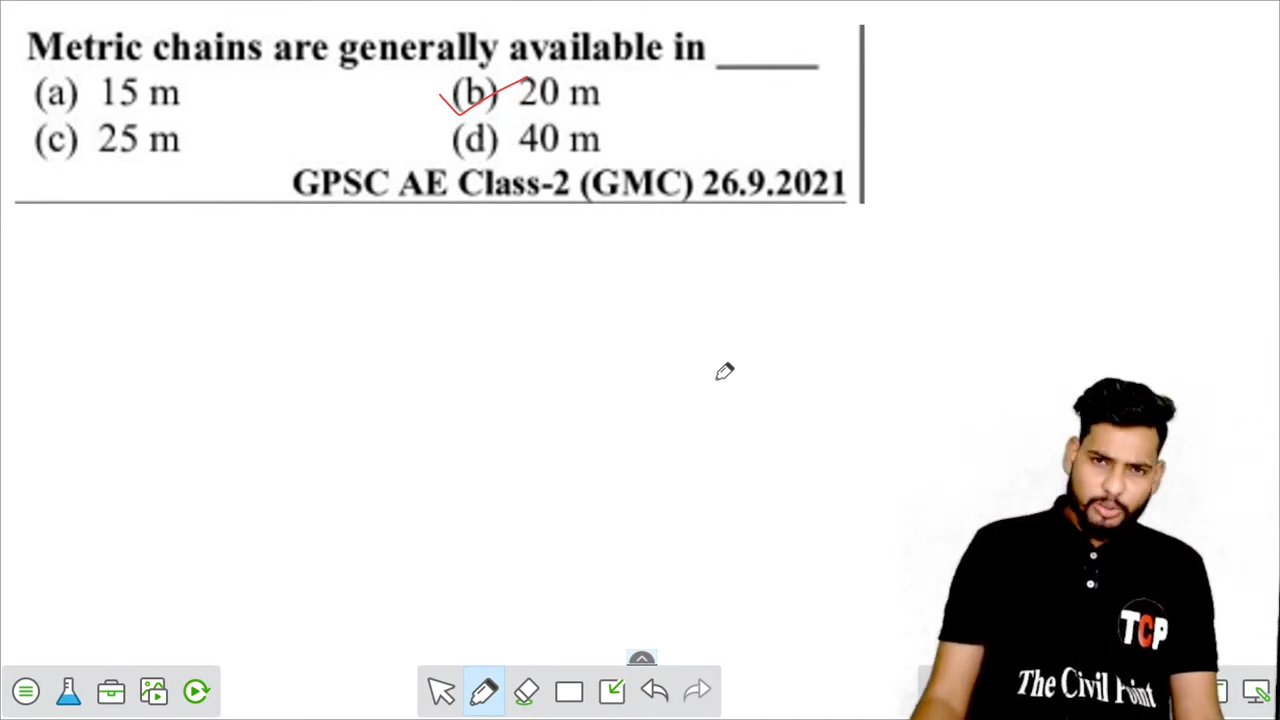 Metric chains are generally available in ______
(a) 15 m (b) 20 m
(c) 25 m (d) 40 m
GPSC AE Class-2 (GMC) 26.9.2021
TCP
The Civil Point